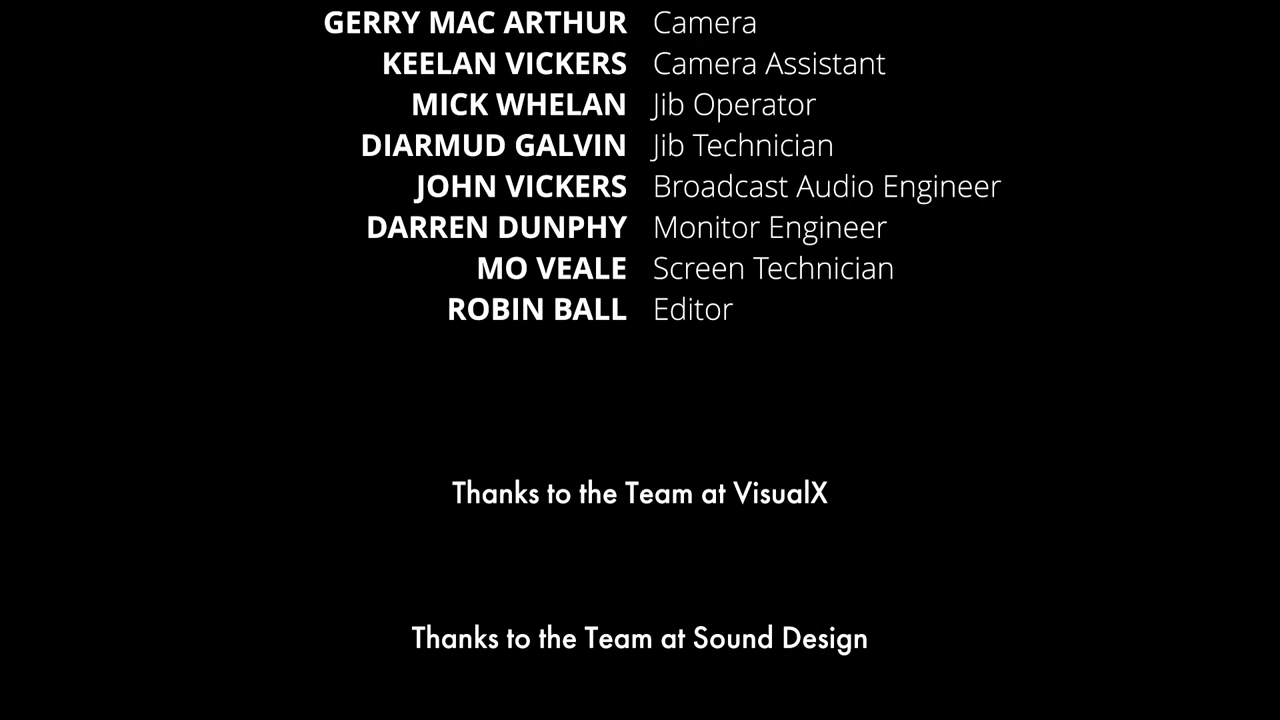 GERRY MAC ARTHUR Camera
KEELAN VICKERS Camera Assistant
MICK WHELAN Jib Operator
DIARMUD GALVIN Jib Technician
JOHN VICKERS Broadcast Audio Engineer
DARREN DUNPHY Monitor Engineer
MO VEALE Screen Technician
ROBIN BALL Editor
Thanks to the Team at VisualX
Thanks to the Team at Sound Design